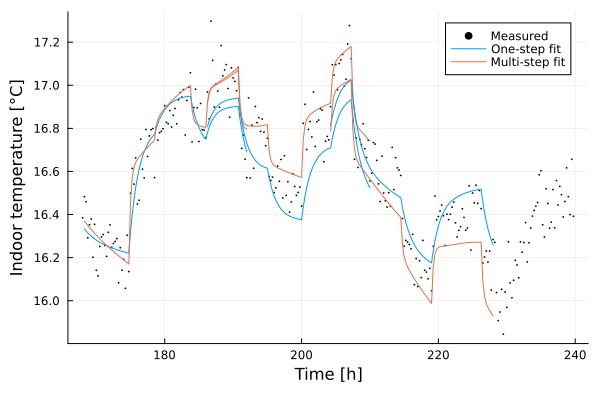 Measured
One-step fit
Multi-step fit
17.2
17.0
16.8
16.6
16.4
16.2
16.0
Indoor temperature [°C]
180
200
220
240
Time [h]